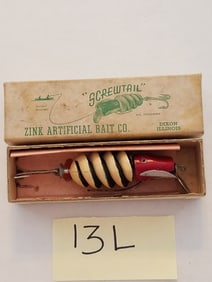 "SCREWTAIL"
ZINK ARTIFICIAL BAIT CO.
DIXON
ILLINOIS
13L